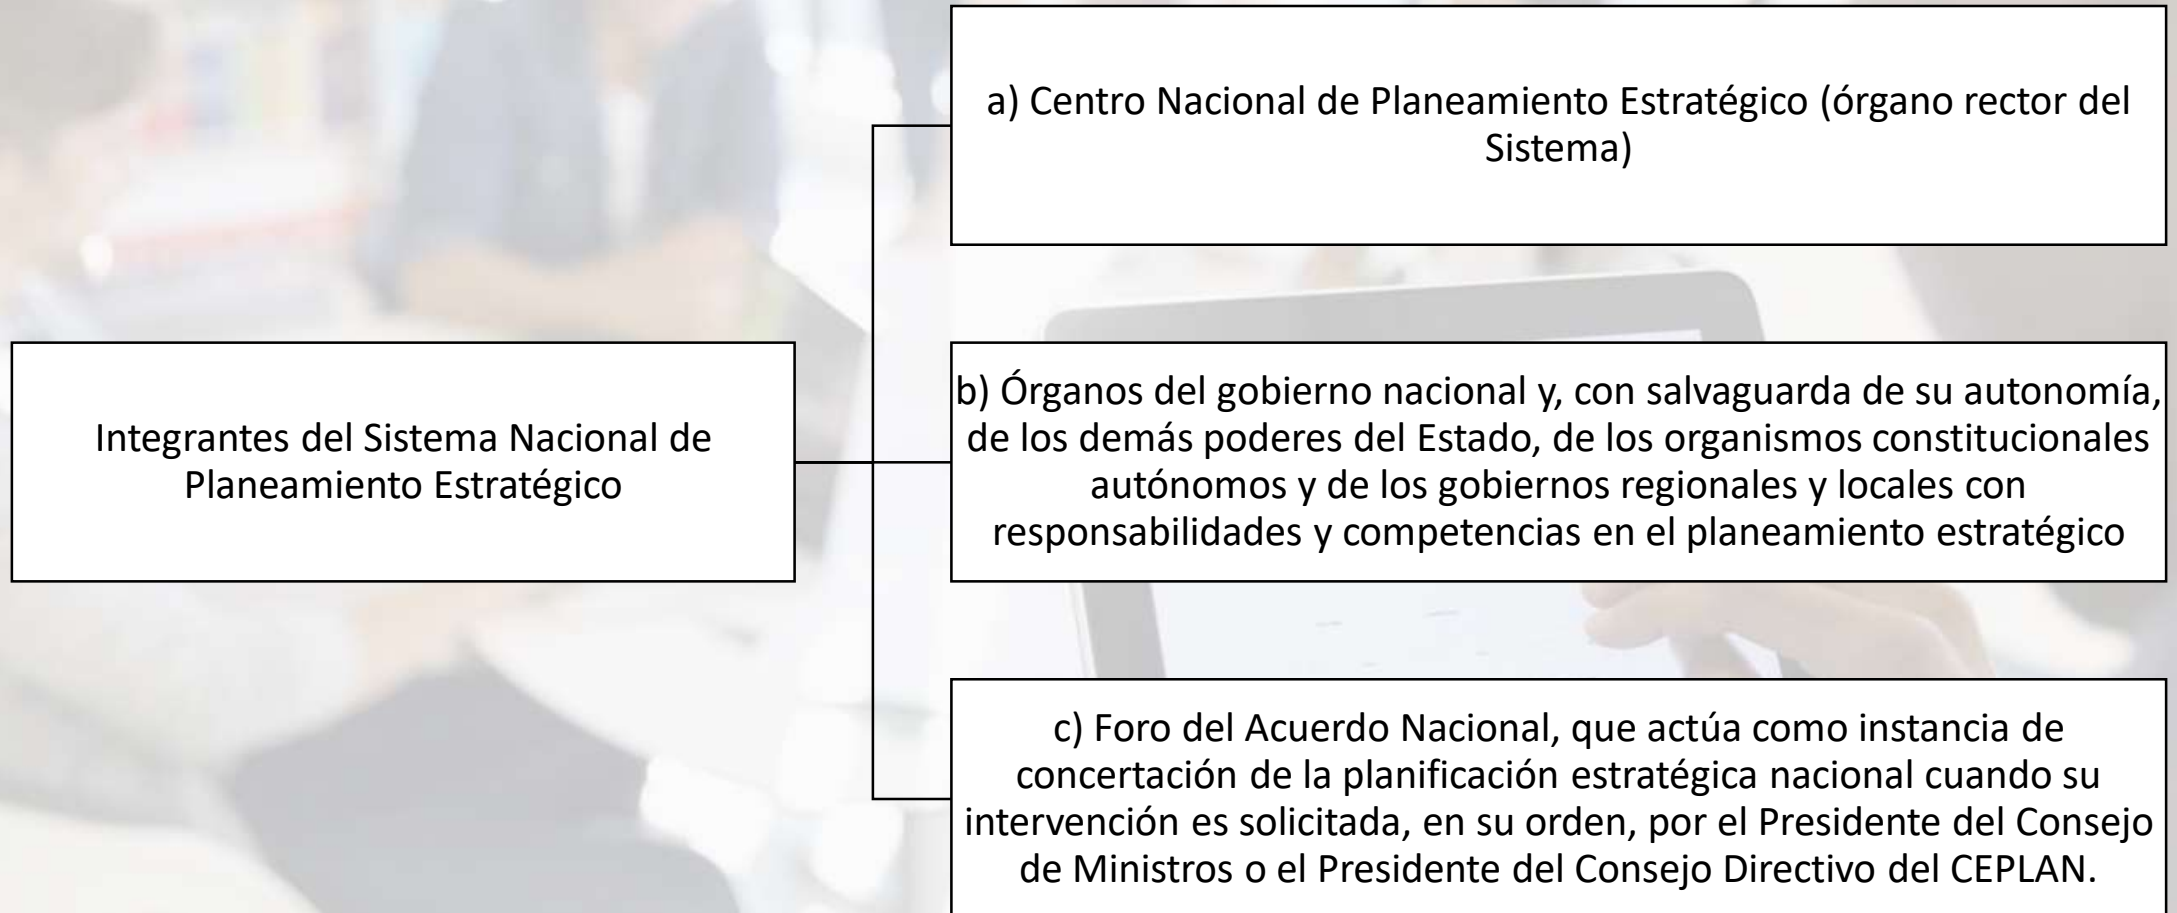 a) Centro Nacional de Planeamiento Estratégico (órgano rector del
Sistema)
Integrantes del Sistema Nacional de
Planeamiento Estratégico
b) Órganos del gobierno nacional y, con salvaguarda de su autonomía,
de los demás poderes del Estado, de los organismos constitucionales
autónomos y de los gobiernos regionales y locales con
responsabilidades y competencias en el planeamiento estratégico
c) Foro del Acuerdo Nacional, que actúa como instancia de
concertación de la planificación estratégica nacional cuando su
intervención es solicitada, en su orden, por el Presidente del Consejo
de Ministros o el Presidente del Consejo Directivo del CEPLAN.